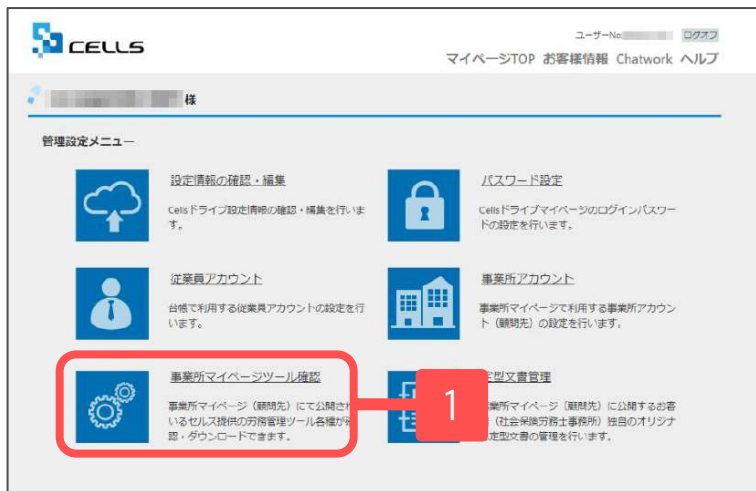 CELLS
ユーザーNo ログオフ
マイページTOP お客様情報 Chatwork ヘルプ
様
管理設定メニュー
設定情報の確認・編集
Cellsドライブ設定情報の確認・編集を行いま
す。
パスワード設定
Cellsドライブマイページのログインパスワー
ドの設定を行います。
従業員アカウント
台帳で利用する従業員アカウントの設定を行
います。
事業所アカウント
事業所マイページで利用する事業所アカウン
ト（顧問先）の設定を行います。
事業所マイページツール確認
事業所マイページ（顧問先）にて公開され
いるセルズ提供の労務管理ツール各種が確
認・ダウンロードできます。
1
型文書管理
業所マイページ（顧問先）に公開するお客
（社会保険労務士事務所）独自のオリジナ
定型文書の管理を行います。